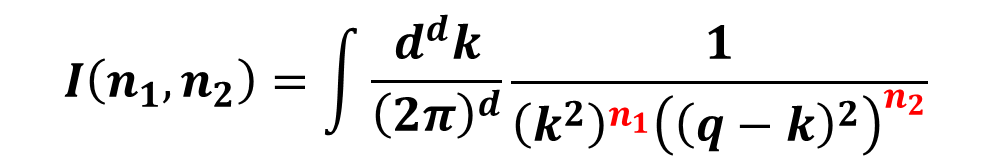 I(n₁, n₂) = ∫ dᵈk/(2π)ᵈ 1/((k²)ⁿ¹((q − k)²)ⁿ²)